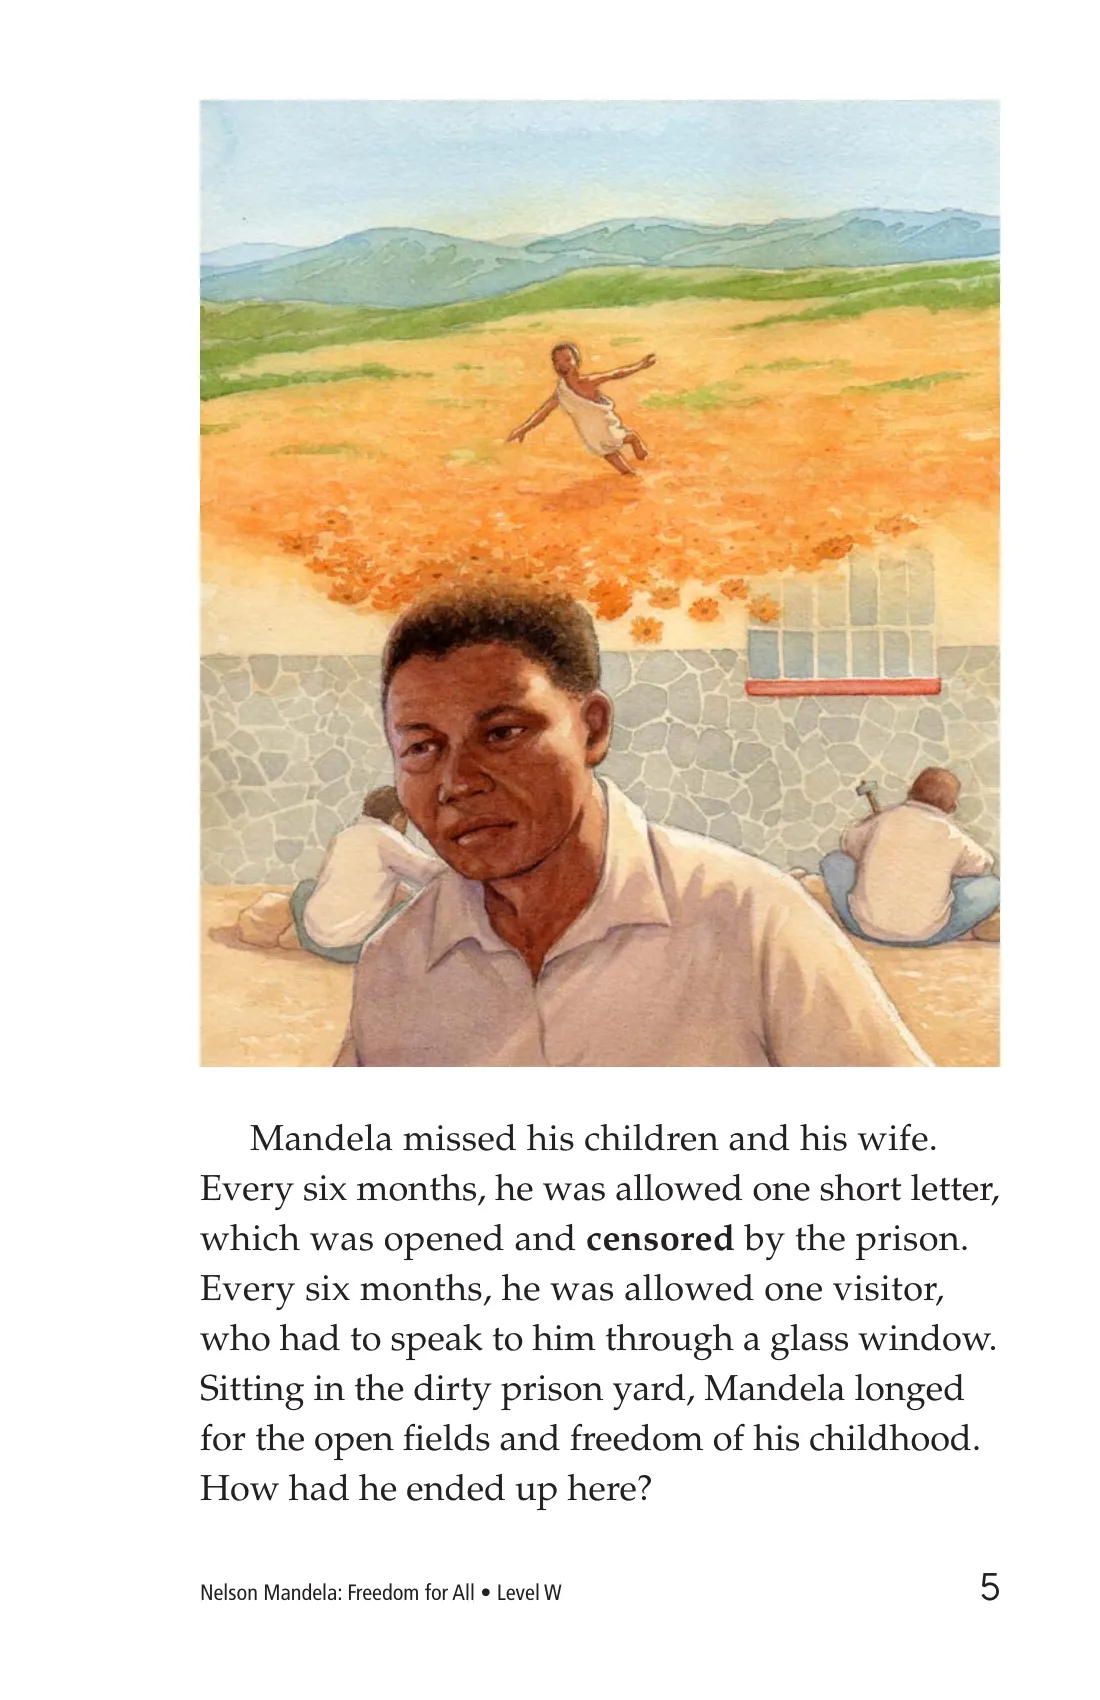 Mandela missed his children and his wife.
Every six months, he was allowed one short letter,
which was opened and censored by the prison.
Every six months, he was allowed one visitor,
who had to speak to him through a glass window.
Sitting in the dirty prison yard, Mandela longed
for the open fields and freedom of his childhood.
How had he ended up here?
Nelson Mandela: Freedom for All • Level W
5